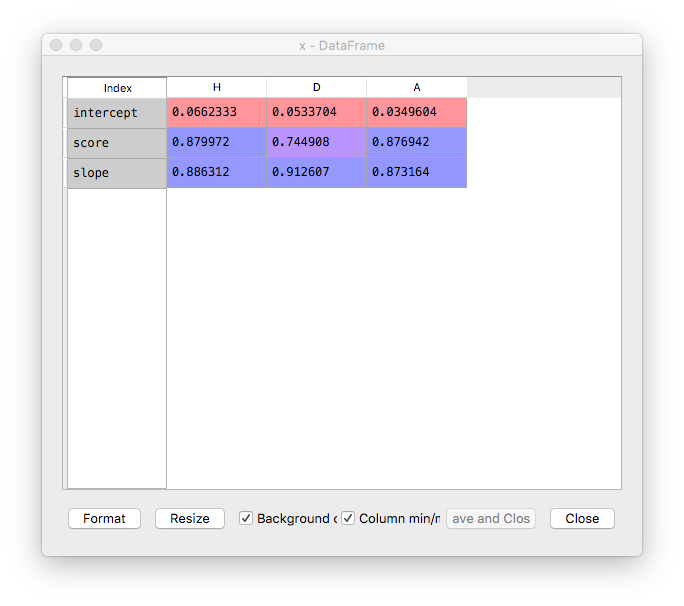 x - DataFrame
Index H D A
intercept 0.0662333 0.0533704 0.0349604
score 0.879972 0.744908 0.876942
slope 0.886312 0.912607 0.873164
Format Resize Background Column min/ ave and Clos Close